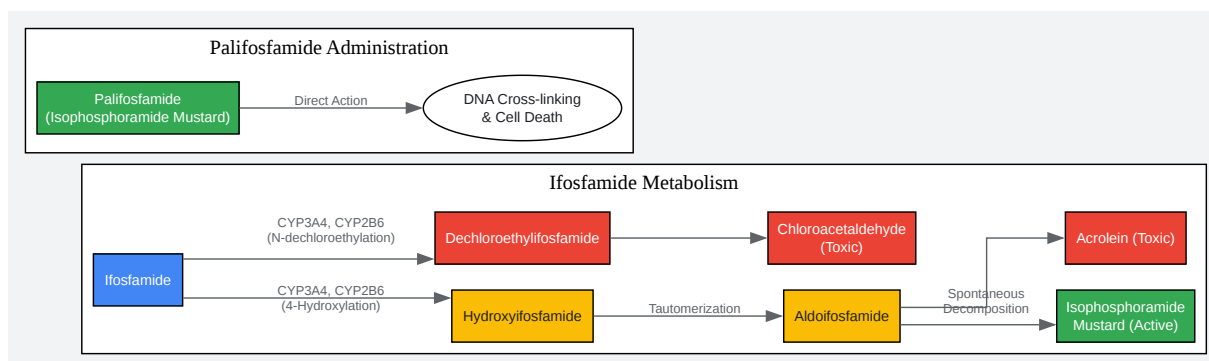 Palifosfamide Administration
Palifosfamide
(Isophosphoramide Mustard)
Direct Action
DNA Cross-linking
& Cell Death
Ifosfamide Metabolism
Ifosfamide
CYP3A4, CYP2B6
(N-dechloroethylation)
Dechloroethylifosfamide
Chloroacetaldehyde
(Toxic)
Acrolein (Toxic)
CYP3A4, CYP2B6
(4-Hydroxylation)
Hydroxyifosfamide
Tautomerization
Aldoifosfamide
Spontaneous
Decomposition
Isophosphoramide
Mustard (Active)